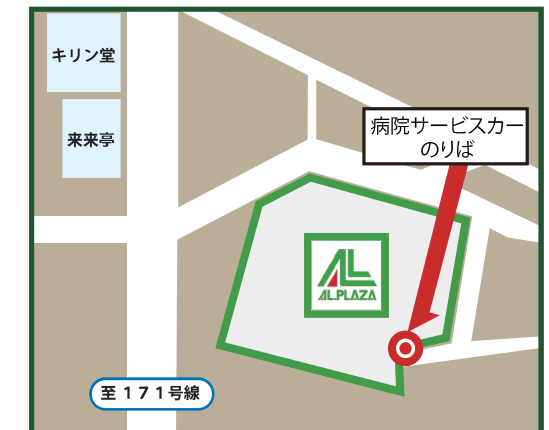 キリン堂
来来亭
病院サービスカー
のりば
AL
AL.PLAZA
至１７１号線